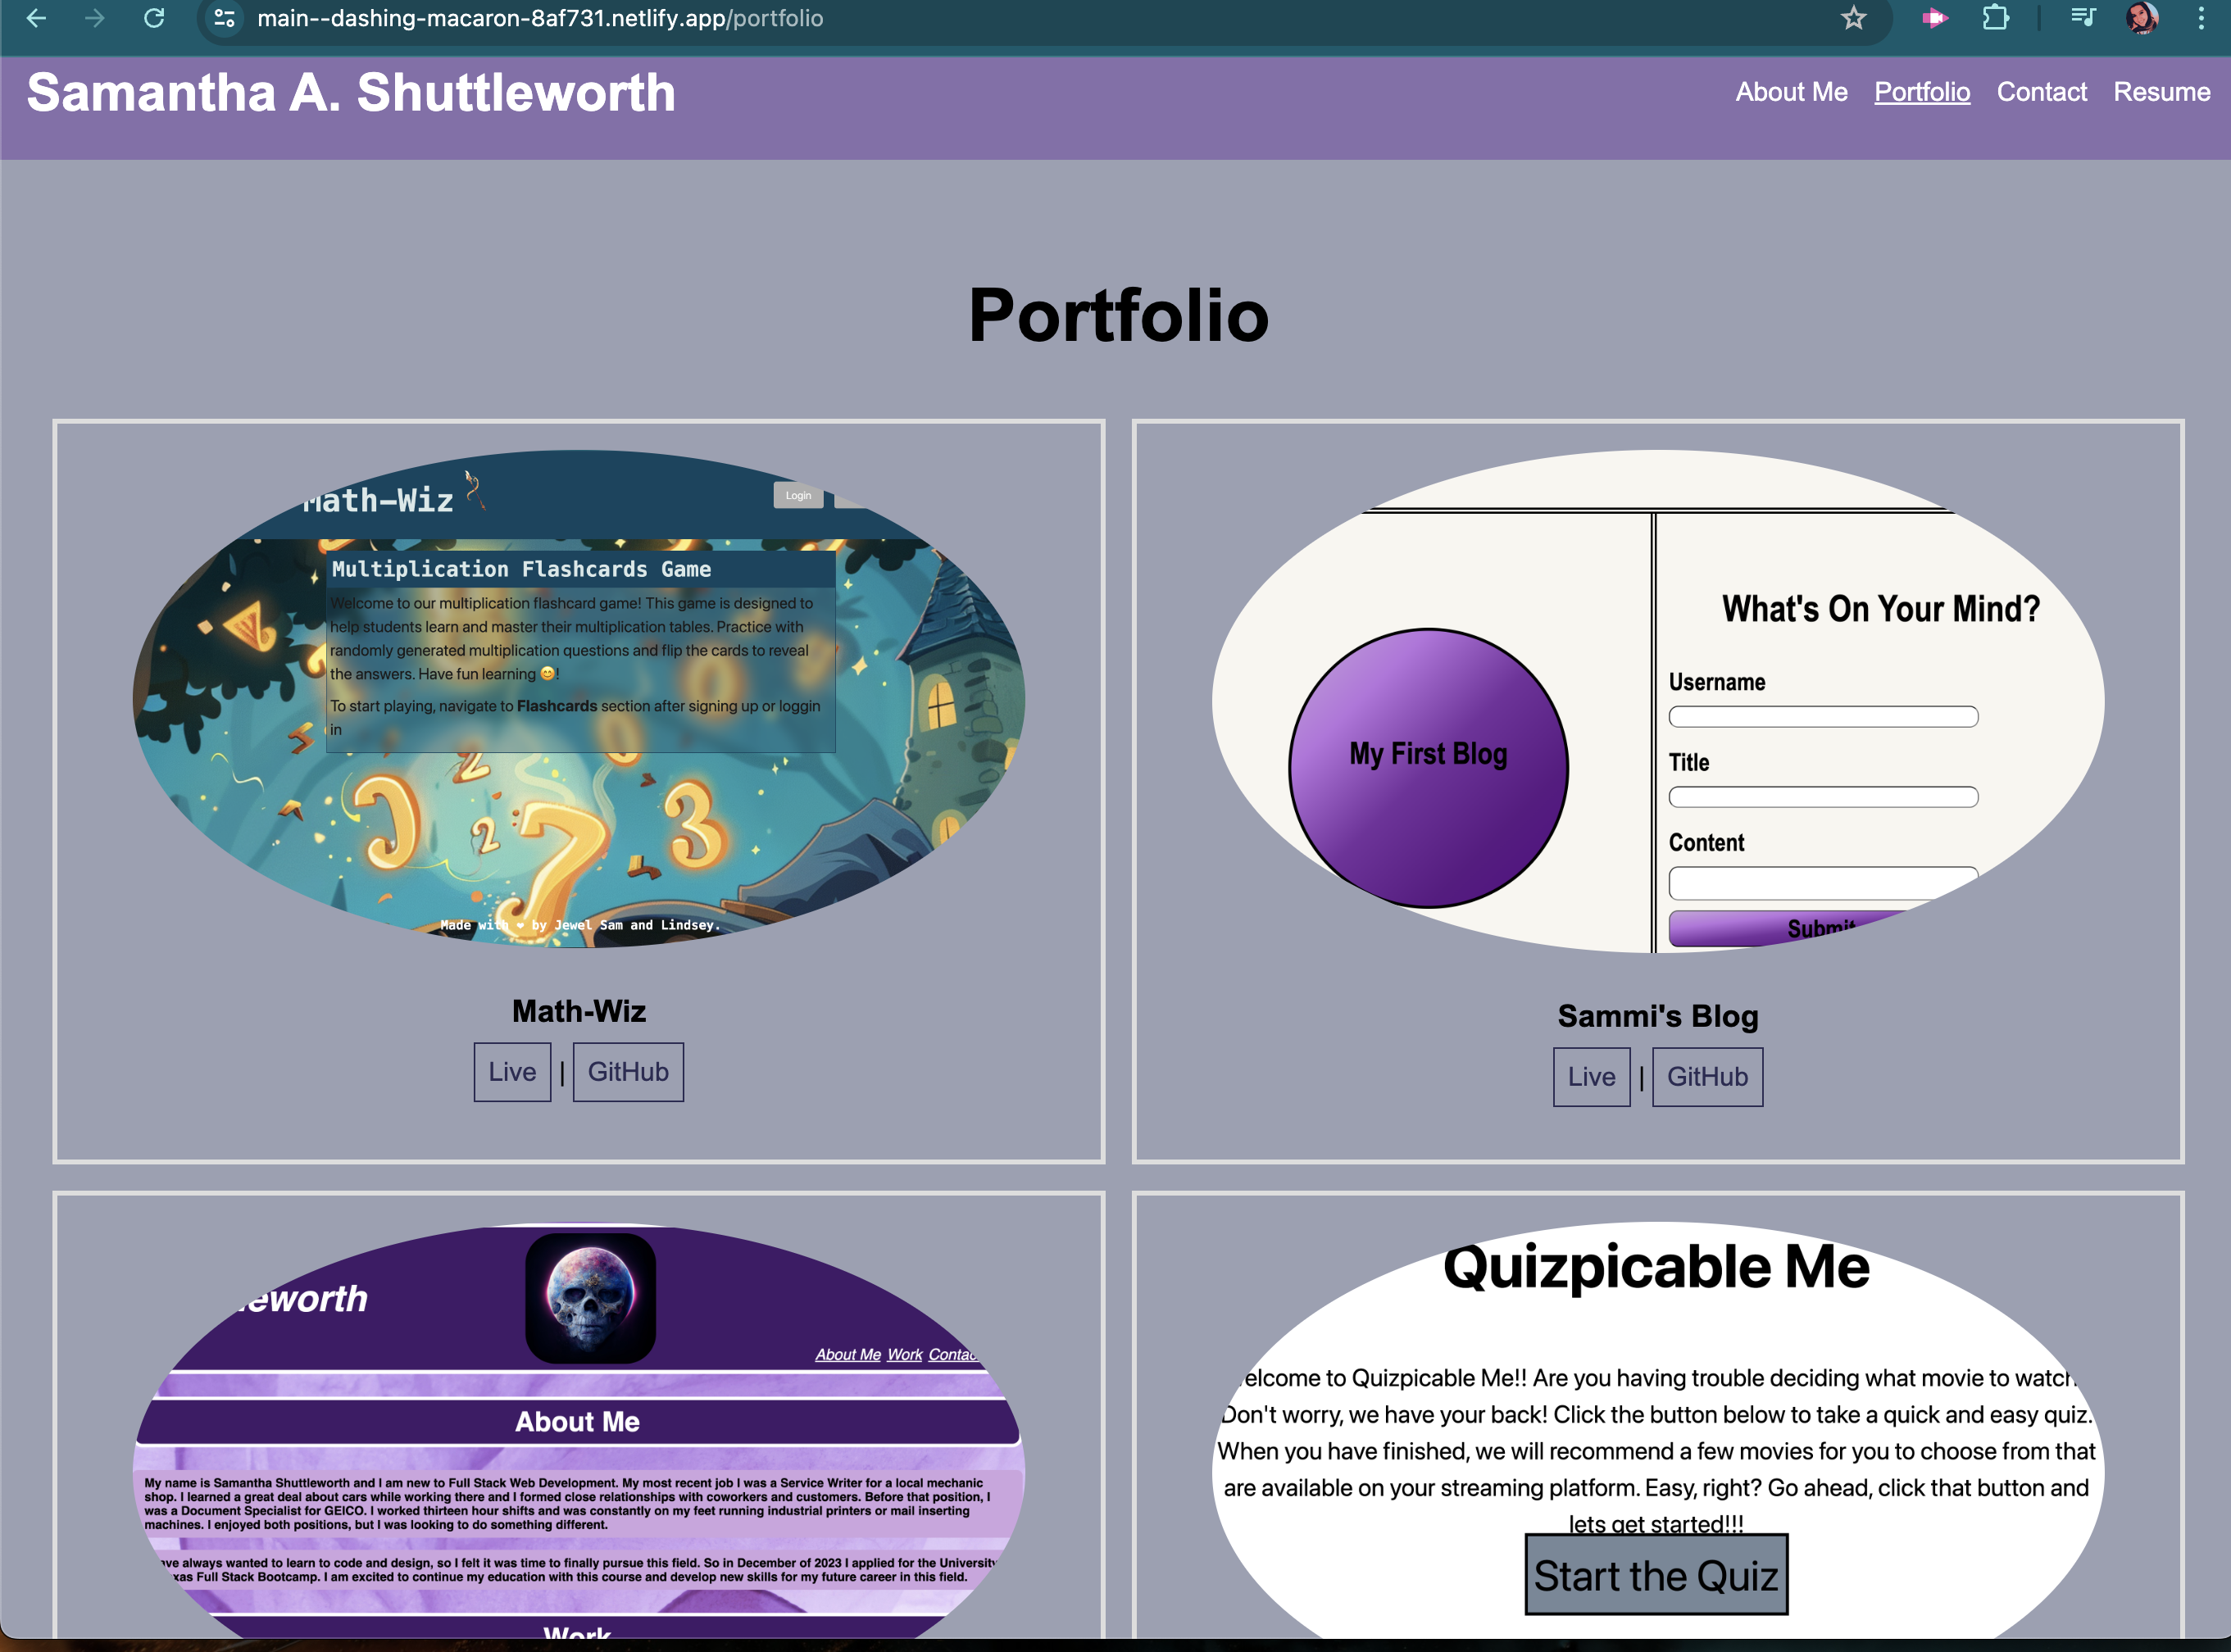 main--dashing-macaron-8af731.netlify.app/portfolio
Samantha A. Shuttleworth
About Me Portfolio Contact Resume
Portfolio
Math-Wiz
Login
Multiplication Flashcards Game
Welcome to our multiplication flashcard game! This game is designed to
help students learn and master their multiplication tables. Practice with
randomly generated multiplication questions and flip the cards to reveal
the answers. Have fun learning 😊!
To start playing, navigate to Flashcards section after signing up or loggin
in
2
0
2
7
3
Made with ❤ by Jewel Sam and Lindsey.
Math-Wiz
Live | GitHub
What's On Your Mind?
My First Blog
Username
Title
Content
Submit
Sammi's Blog
Live | GitHub
leworth
About Me Work Contac
About Me
My name is Samantha Shuttleworth and I am new to Full Stack Web Development. My most recent job I was a Service Writer for a local mechanic
shop. I learned a great deal about cars while working there and I formed close relationships with coworkers and customers. Before that position, I
was a Document Specialist for GEICO. I worked thirteen hour shifts and was constantly on my feet running industrial printers or mail inserting
machines. I enjoyed both positions, but I was looking to do something different.
ave always wanted to learn to code and design, so I felt it was time to finally pursue this field. So in December of 2023 I applied for the University
xas Full Stack Bootcamp. I am excited to continue my education with this course and develop new skills for my future career in this field.
Work
Quizpicable Me
elcome to Quizpicable Me!! Are you having trouble deciding what movie to watch
Don't worry, we have your back! Click the button below to take a quick and easy quiz.
When you have finished, we will recommend a few movies for you to choose from that
are available on your streaming platform. Easy, right? Go ahead, click that button and
lets get started!!!
Start the Quiz